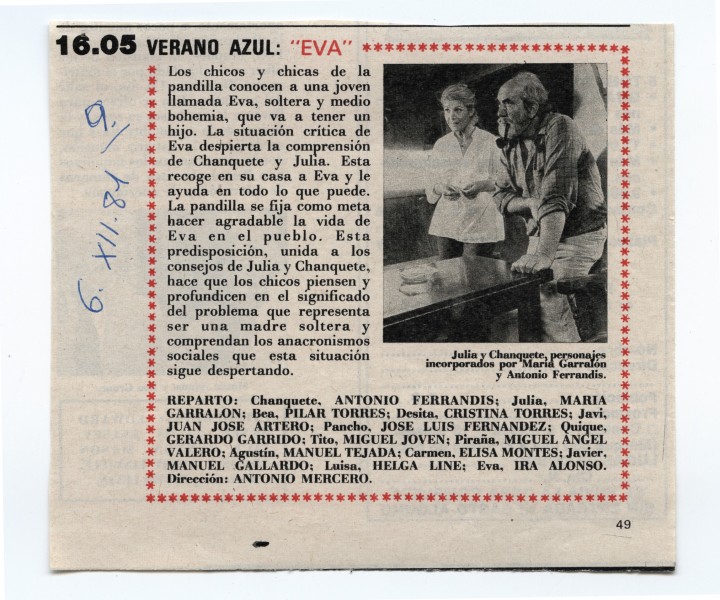 16.05 VERANO AZUL: "EVA"
Los chicos y chicas de la
pandilla conocen a una joven
llamada Eva, soltera y medio
bohemia, que va a tener un
hijo. La situación crítica de
Eva despierta la comprensión
de Chanquete y Julia. Esta
recoge en su casa a Eva y le
ayuda en todo lo que puede.
La pandilla se fija como meta
hacer agradable la vida de
Eva en el pueblo. Esta
predisposición, unida a los
consejos de Julia y Chanquete,
hace que los chicos piensen y
profundicen en el significado
del problema que representa
ser una madre soltera y
comprendan los anacronismos
sociales que esta situación
sigue despertando.
Julia y Chanquete, personajes
incorporados por María Garralón
y Antonio Ferrandis.
REPARTO: Chanquete, ANTONIO FERRANDIS; Julia, MARIA
GARRALON; Bea, PILAR TORRES; Desita, CRISTINA TORRES; Javi,
JUAN JOSE ARTERO; Pancho, JOSE LUIS FERNANDEZ; Quique,
GERARDO GARRIDO; Tito, MIGUEL JOVEN; Piraña, MIGUEL ANGEL
VALERO; Agustín, MANUEL TEJADA; Carmen, ELISA MONTES; Javier,
MANUEL GALLARDO; Luisa, HELGA LINE; Eva, IRA ALONSO.
Dirección: ANTONIO MERCERO.
49
9.
6. XII. 81